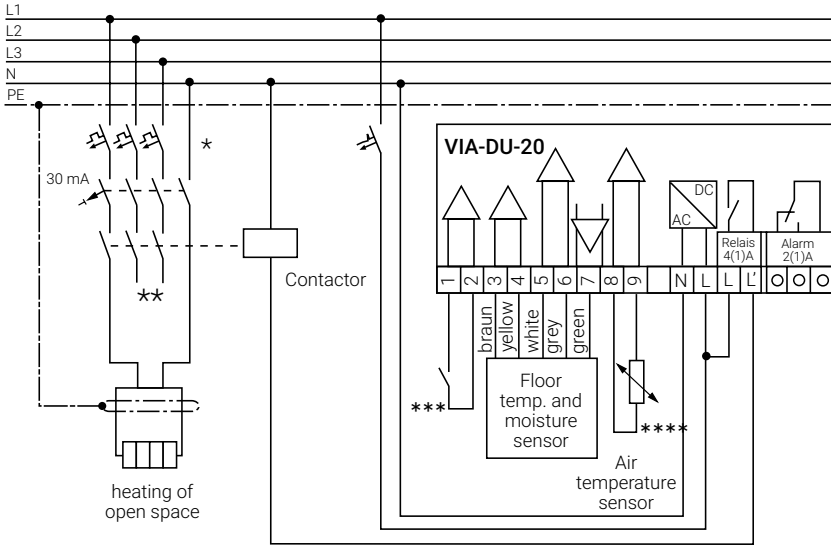 L1
L2
L3
N
PE
*
30 mA
**
Contactor
heating of
open space
VIA-DU-20
DC
AC
Relais
4(1)A
Alarm
2(1)A
1 2 3 4 5 6 7 8 9 N L L L'
braun
yellow
white
grey
green
***
Floor
temp. and
moisture
sensor
****
Air
temperature
sensor